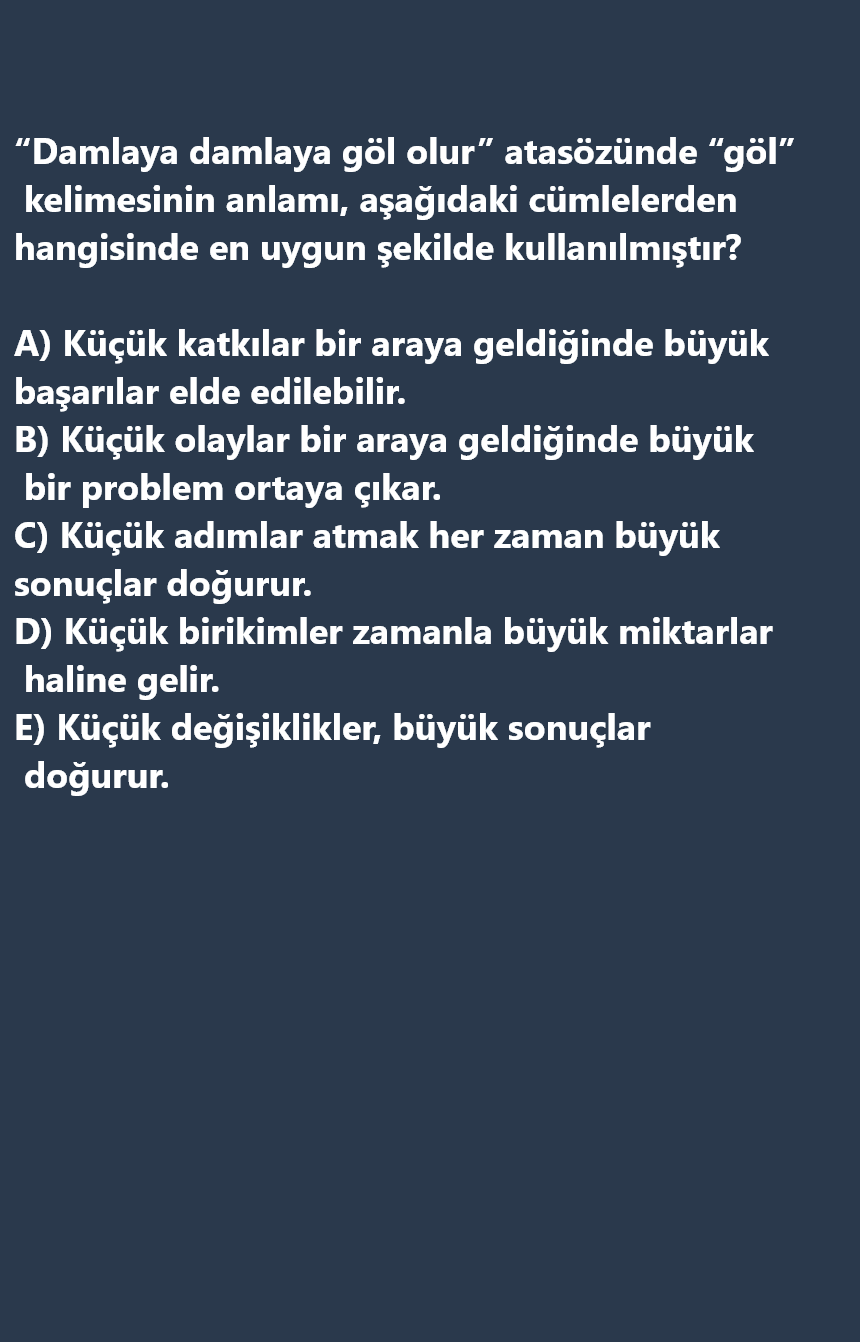 “Damlaya damlaya göl olur” atasözünde “göl”
kelimesinin anlamı, aşağıdaki cümlelerden
hangisinde en uygun şekilde kullanılmıştır?
A) Küçük katkılar bir araya geldiğinde büyük
başarılar elde edilebilir.
B) Küçük olaylar bir araya geldiğinde büyük
bir problem ortaya çıkar.
C) Küçük adımlar atmak her zaman büyük
sonuçlar doğurur.
D) Küçük birikimler zamanla büyük miktarlar
haline gelir.
E) Küçük değişiklikler, büyük sonuçlar
doğurur.